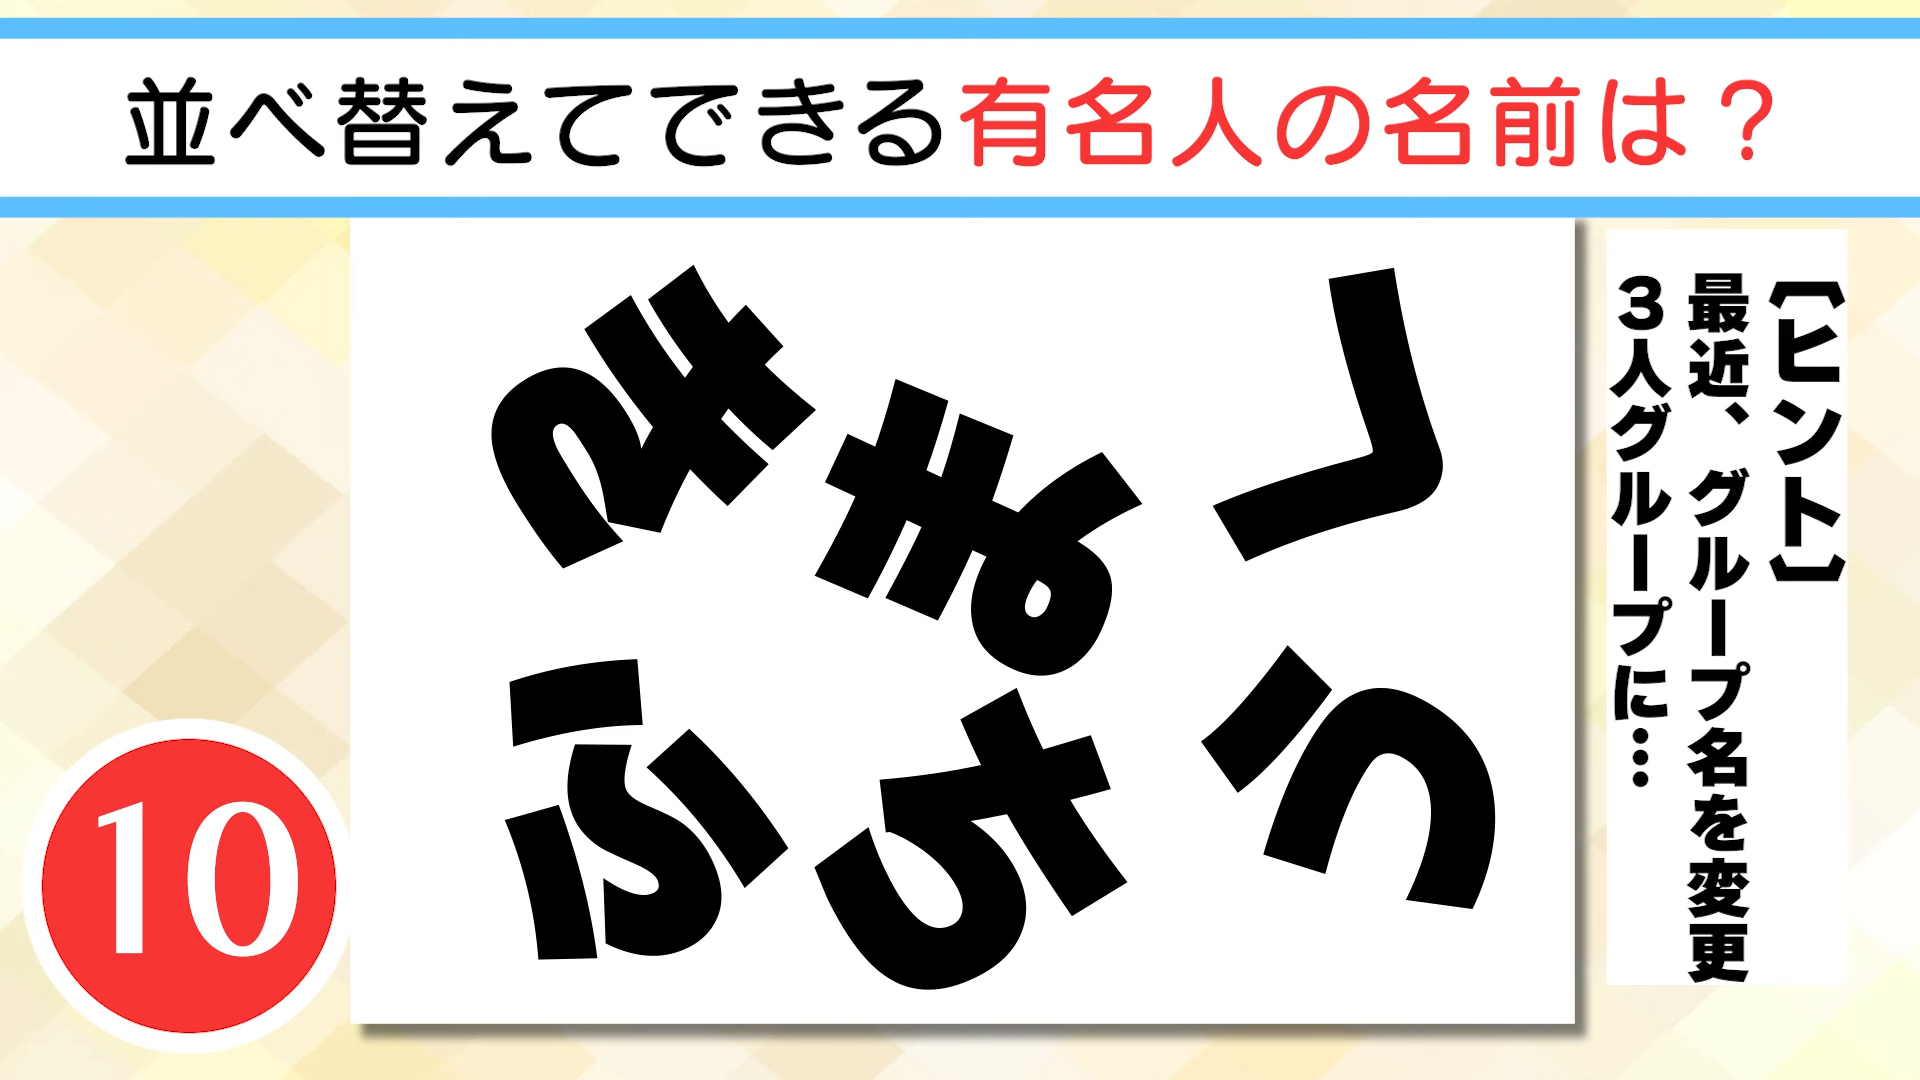 並べ替えてできる有名人の名前は？
き
ま
く
ふ
ち
う
【ヒント】
最近、グループ名を変更
３人グループに…
10